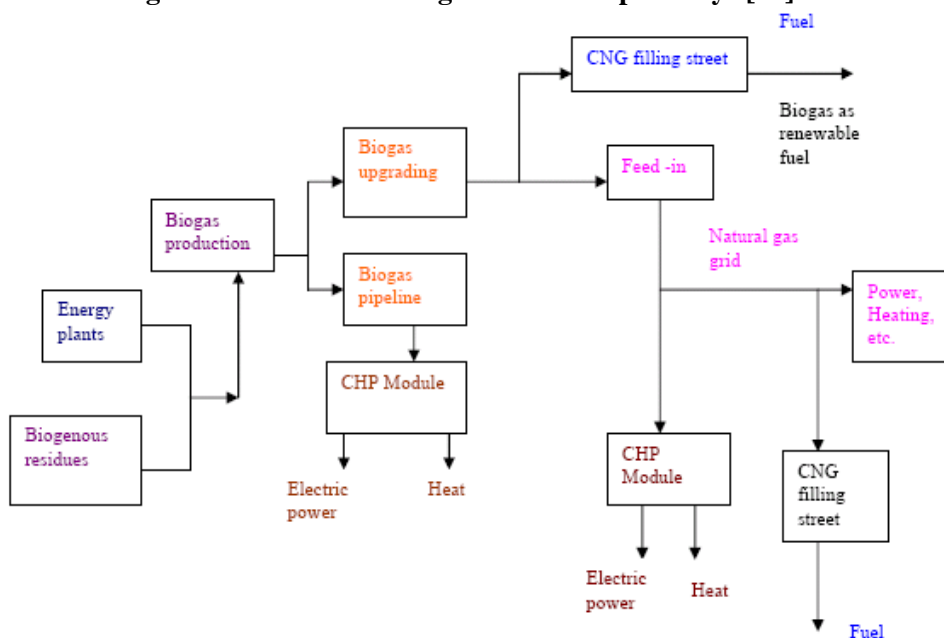 Fuel
CNG filling street
Biogas as
renewable
fuel
Biogas
upgrading
Feed -in
Biogas
production
Natural gas
grid
Biogas
pipeline
Power,
Heating,
etc.
Energy
plants
CHP Module
Biogenous
residues
CHP
Module
CNG
filling
street
Electric
power
Heat
Electric
power
Heat
Fuel